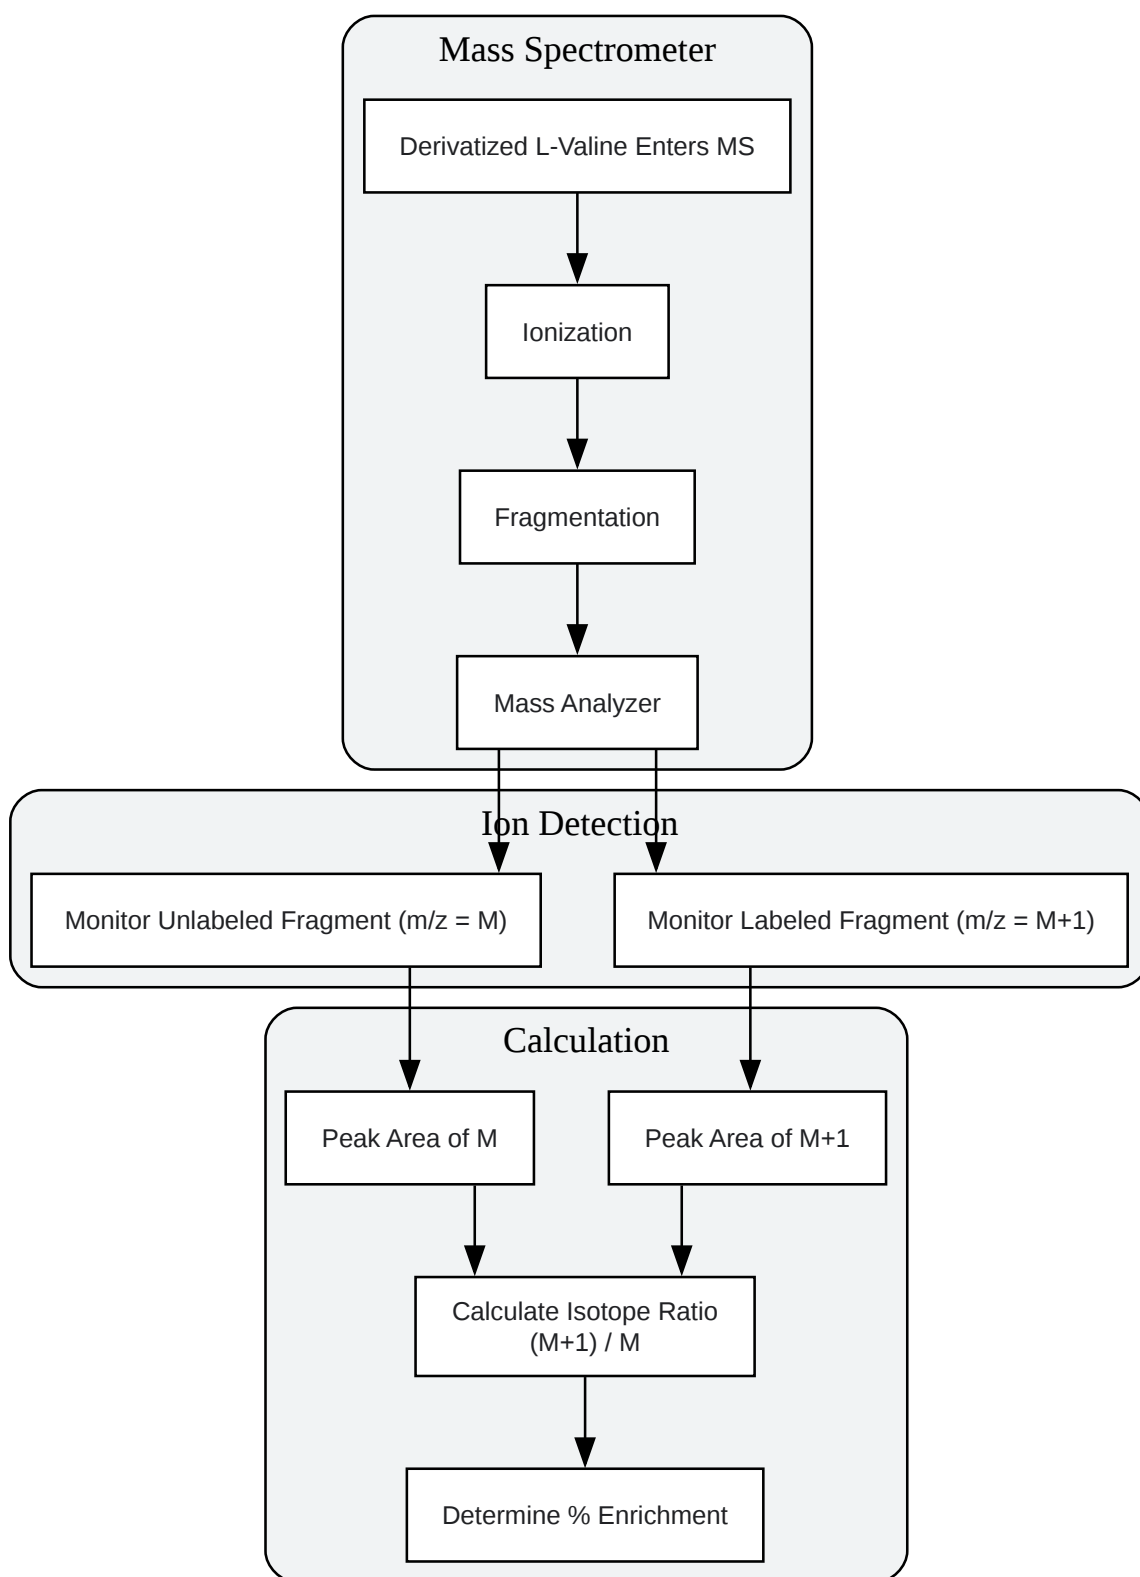 Mass Spectrometer
Derivatized L-Valine Enters MS
Ionization
Fragmentation
Mass Analyzer
Ion Detection
Monitor Unlabeled Fragment (m/z = M)
Monitor Labeled Fragment (m/z = M+1)
Calculation
Peak Area of M
Peak Area of M+1
Calculate Isotope Ratio
(M+1) / M
Determine % Enrichment